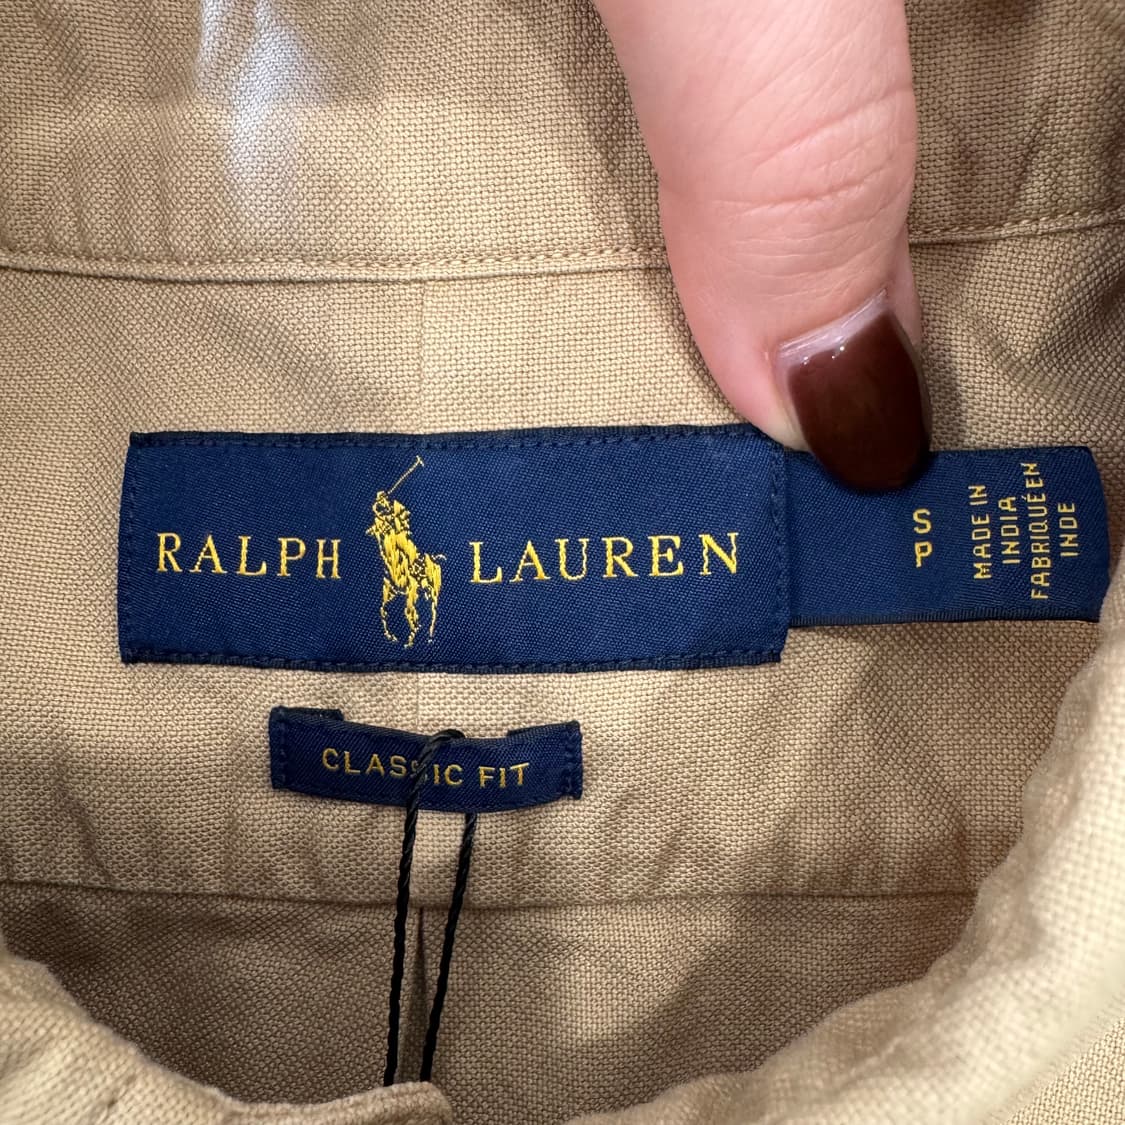 RALPH LAUREN
S
P
MADE IN
INDIA
FABRIQUÉ EN
INDE
CLASSIC FIT